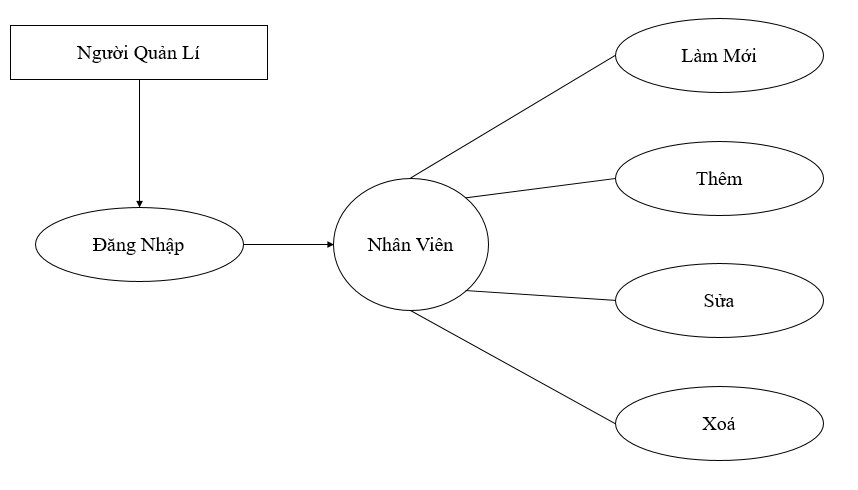 Người Quản Lí
Đăng Nhập
Nhân Viên
Làm Mới
Thêm
Sửa
Xoá